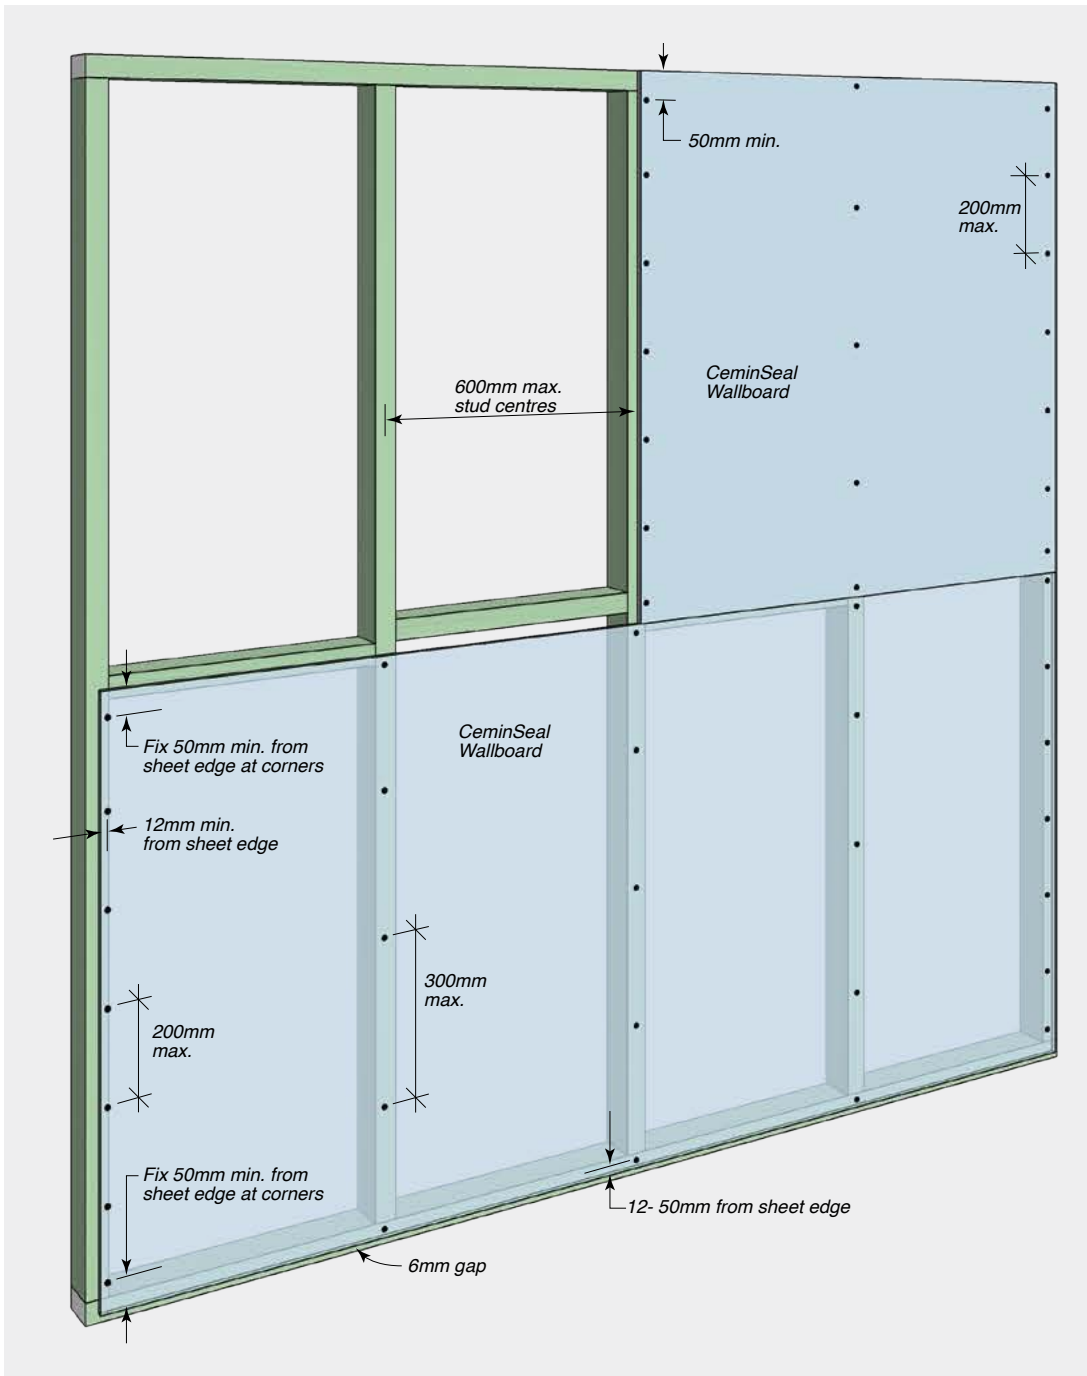 50mm min.
200mm
max.
CeminSeal
Wallboard
600mm max.
stud centres
CeminSeal
Wallboard
Fix 50mm min. from
sheet edge at corners
12mm min.
from sheet edge
300mm
max.
200mm
max.
Fix 50mm min. from
sheet edge at corners
12- 50mm from sheet edge
6mm gap